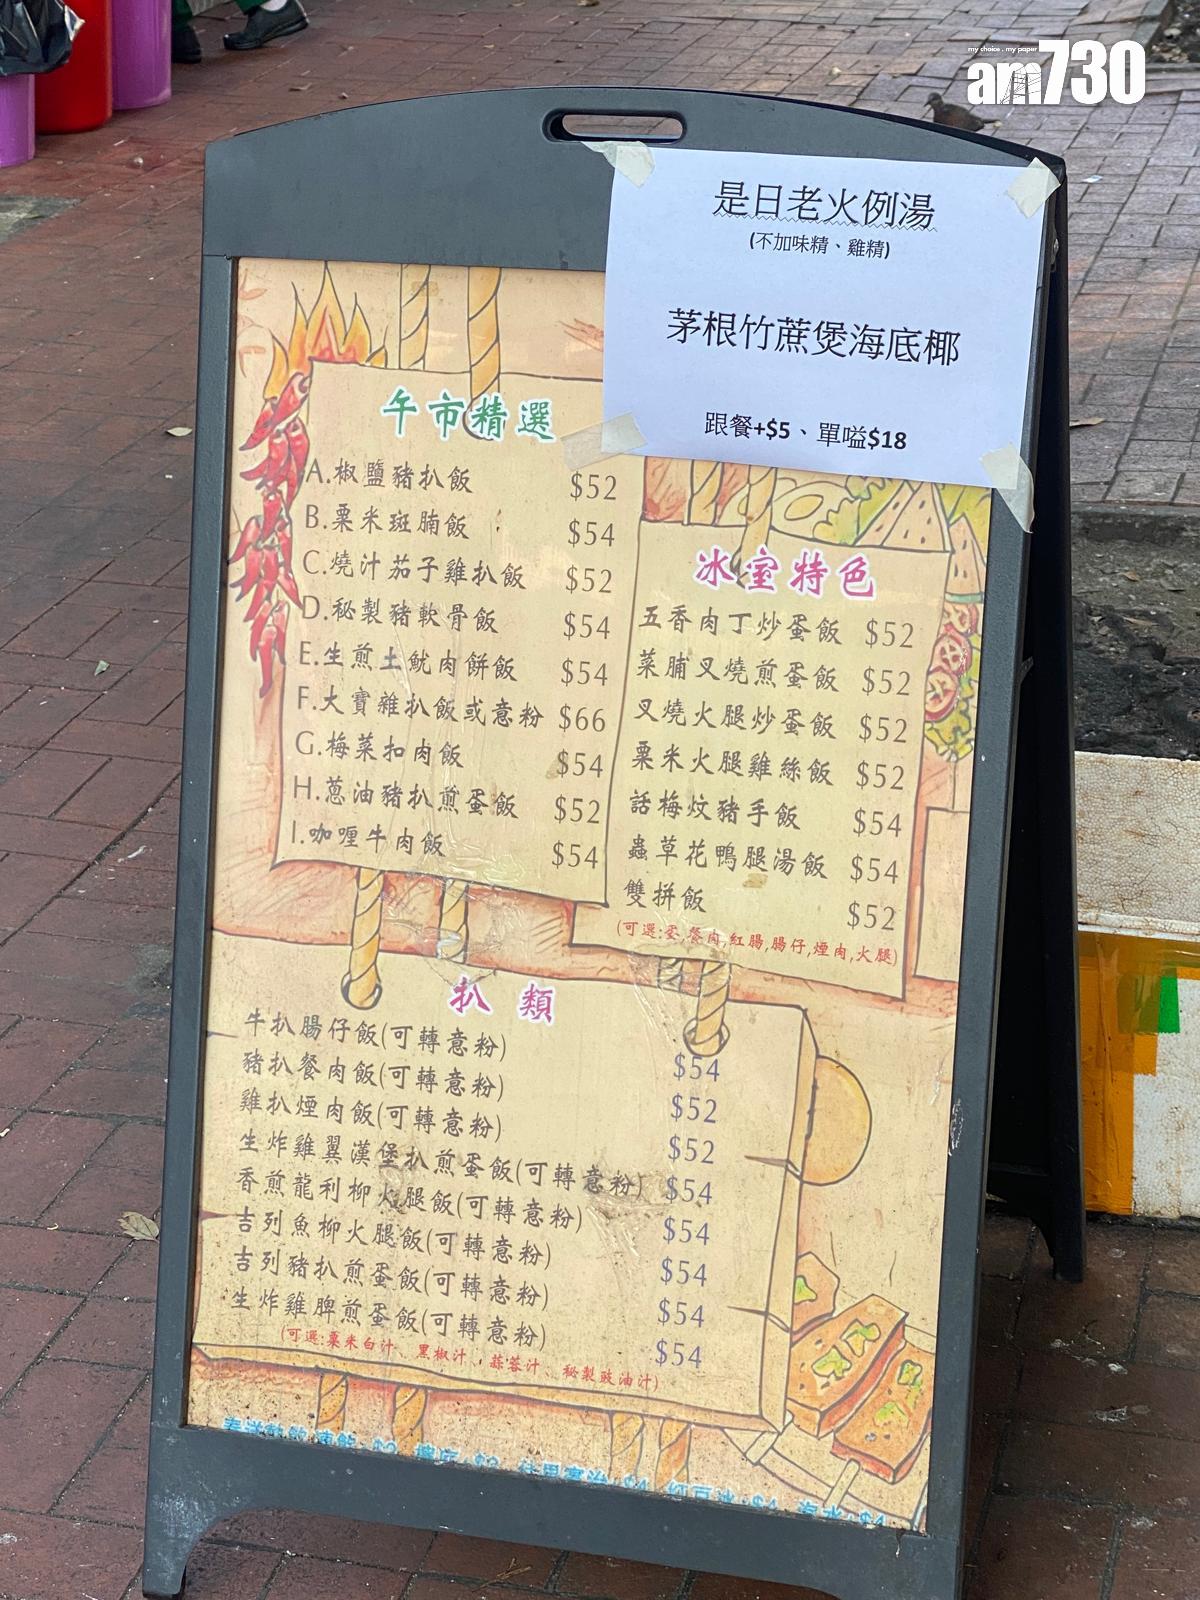 my choice . my paper
am730
是日老火例湯
(不加味精、雞精)
茅根竹蔗煲海底椰
跟餐+$5、單嗌$18
午市精選
A.椒鹽豬扒飯 $52
B.粟米斑腩飯 $54
C.燒汁茄子雞扒飯 $52
D.秘製豬軟骨飯 $54
E.生煎土魷肉餅飯 $54
F.大寶雜扒飯或意粉 $66
G.梅菜扣肉飯 $54
H.蔥油豬扒煎蛋飯 $52
I.咖喱牛肉飯 $54
冰室特色
五香肉丁炒蛋飯 $52
菜脯叉燒煎蛋飯 $52
叉燒火腿炒蛋飯 $52
粟米火腿雞絲飯 $52
話梅炆豬手飯 $54
蟲草花鴨腿湯飯 $54
雙拼飯 $52
(可選:蛋,餐肉,紅腸,腸仔,煙肉,火腿)
扒類
牛扒腸仔飯(可轉意粉) $54
豬扒餐肉飯(可轉意粉) $52
雞扒煙肉飯(可轉意粉) $52
生炸雞翼漢堡扒煎蛋飯(可轉意粉) $54
香煎龍利柳火腿飯(可轉意粉) $54
吉列魚柳火腿飯(可轉意粉) $54
吉列豬扒煎蛋飯(可轉意粉) $54
生炸雞脾煎蛋飯(可轉意粉) $54
(可選:粟米白汁、黑椒汁、蒜蓉汁、秘製豉油汁)